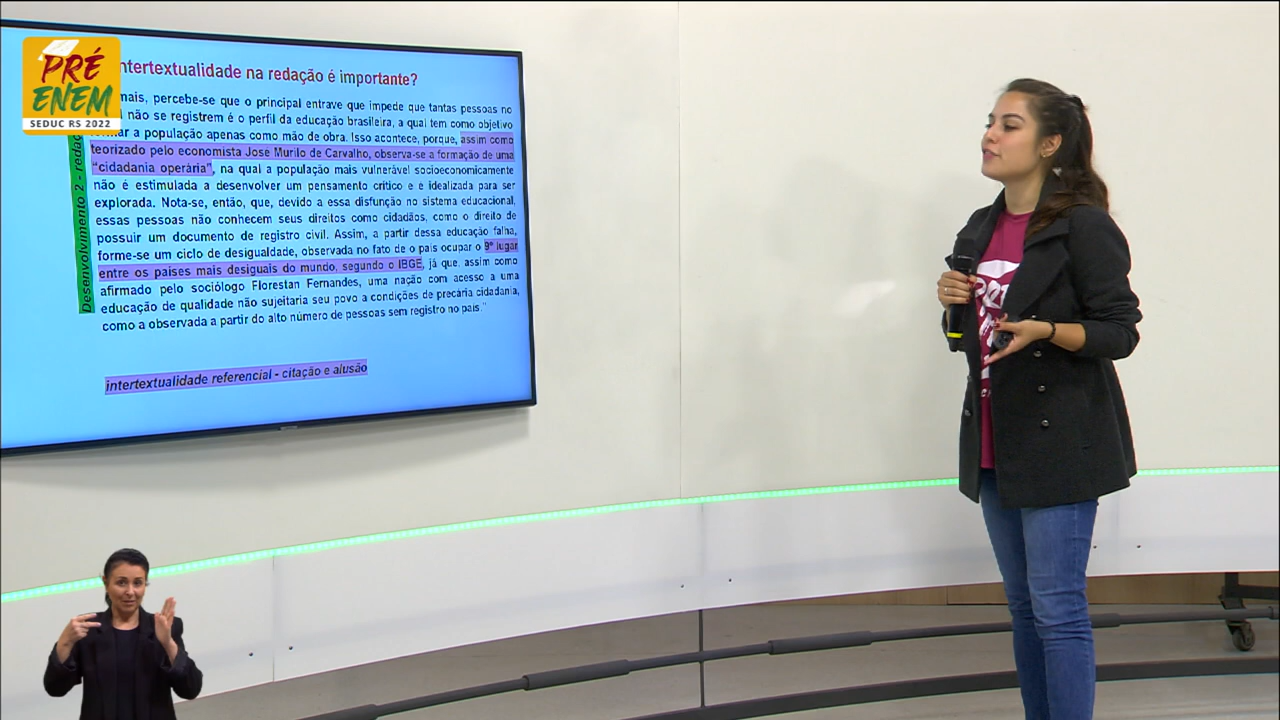 PRÉ
ENEM
SEDUC RS 2022
ntertextualidade na redação é importante?
mais, percebe-se que o principal entrave que impede que tantas pessoas no
não se registrem é o perfil da educação brasileira, a qual tem como objetivo
a população apenas como mão de obra. Isso acontece, porque, assim como
teorizado pelo economista José Murilo de Carvalho, observa-se a formação de uma
"cidadania operária", na qual a população mais vulnerável socioeconomicamente
não é estimulada a desenvolver um pensamento crítico e é idealizada para ser
explorada. Nota-se, então, que, devido a essa disfunção no sistema educacional,
essas pessoas não conhecem seus direitos como cidadãos, como o direito de
possuir um documento de registro civil. Assim, a partir dessa educação falha,
forme-se um ciclo de desigualdade, observada no fato de o país ocupar o 9º lugar
entre os países mais desiguais do mundo, segundo o IBGE, já que, assim como
afirmado pelo sociólogo Florestan Fernandes, uma nação com acesso a uma
educação de qualidade não sujeitaria seu povo a condições de precária cidadania,
como a observada a partir do alto número de pessoas sem registro no país."
Desenvolvimento 2 - redaç
intertextualidade referencial - citação e alusão